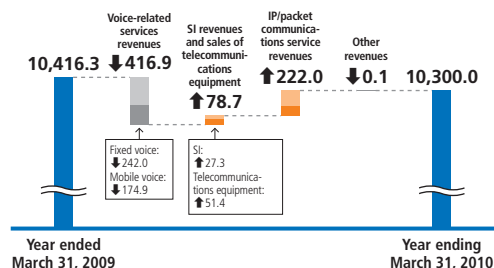 Voice-related
services
revenues
⬇416.9
SI revenues
and sales of
telecommuni-
cations
equipment
⬆78.7
IP/packet
communica-
tions service
revenues
⬆222.0
Other
revenues
⬇0.1
10,416.3
10,300.0
Fixed voice:
⬇242.0
Mobile voice:
⬇174.9
SI:
⬆27.3
Telecommunica-
tions equipment:
⬆51.4
Year ended
March 31, 2009
Year ending
March 31, 2010